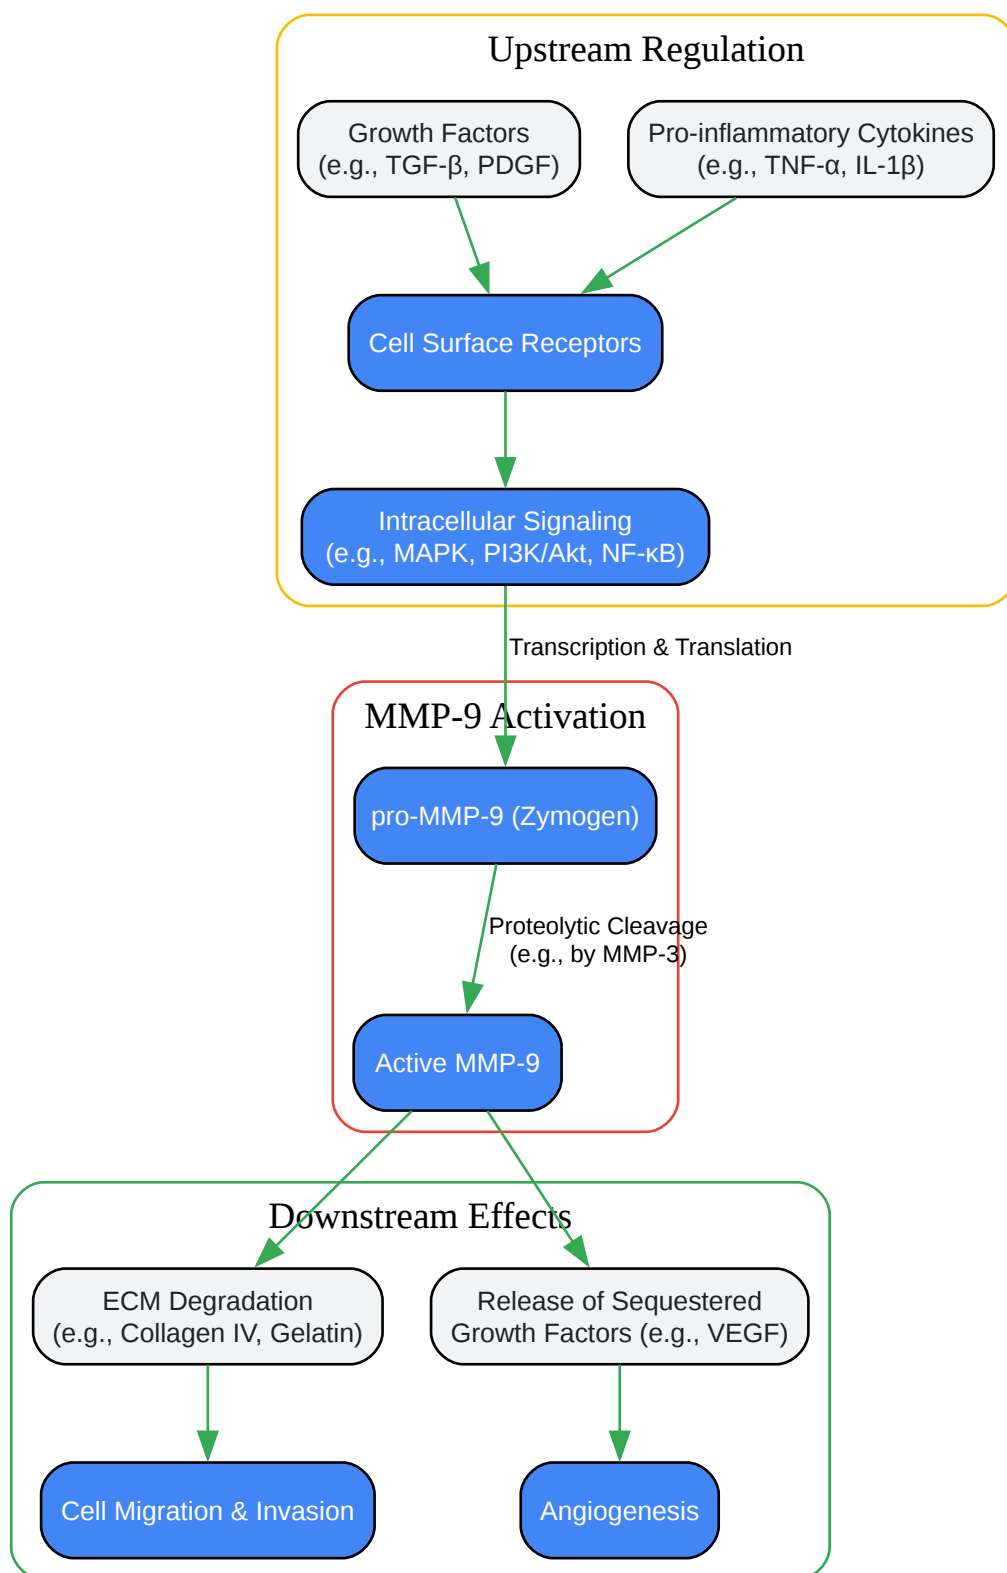 Upstream Regulation
Growth Factors
(e.g., TGF-β, PDGF)
Pro-inflammatory Cytokines
(e.g., TNF-α, IL-1β)
Cell Surface Receptors
Intracellular Signaling
(e.g., MAPK, PI3K/Akt, NF-κB)
Transcription & Translation
MMP-9 Activation
pro-MMP-9 (Zymogen)
Proteolytic Cleavage
(e.g., by MMP-3)
Active MMP-9
Downstream Effects
ECM Degradation
(e.g., Collagen IV, Gelatin)
Release of Sequestered
Growth Factors (e.g., VEGF)
Cell Migration & Invasion
Angiogenesis